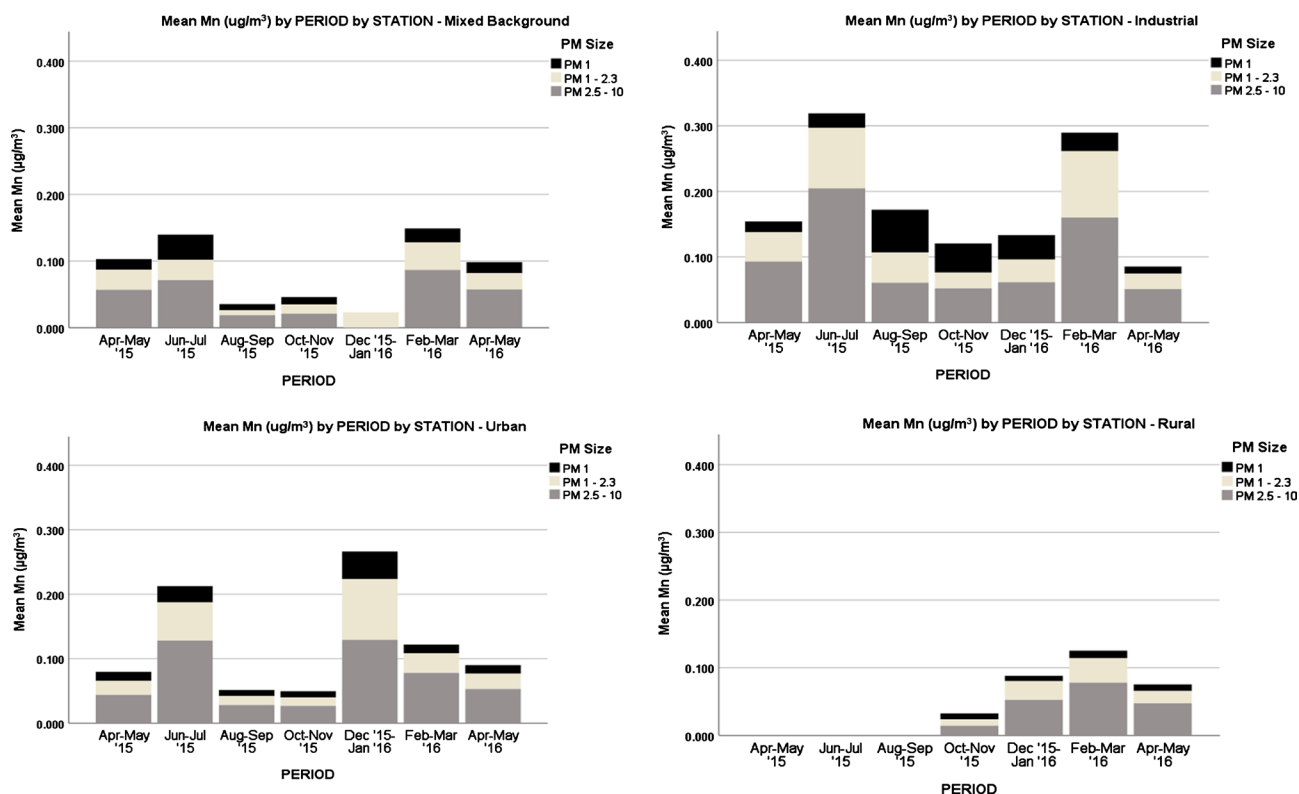 Mean Mn (ug/m³) by PERIOD by STATION - Mixed Background
PM Size
PM 1
PM 1 - 2.3
PM 2.5 - 10
Mean Mn (µg/m³)
0.400
0.300
0.200
0.100
0.000
Apr-May '15
Jun-Jul '15
Aug-Sep '15
Oct-Nov '15
Dec '15-
Jan '16
Feb-Mar '16
Apr-May '16
PERIOD
Mean Mn (ug/m³) by PERIOD by STATION - Industrial
PM Size
PM 1
PM 1 - 2.3
PM 2.5 - 10
Mean Mn (µg/m³)
0.400
0.300
0.200
0.100
0.000
Apr-May '15
Jun-Jul '15
Aug-Sep '15
Oct-Nov '15
Dec '15-
Jan '16
Feb-Mar '16
Apr-May '16
PERIOD
Mean Mn (ug/m³) by PERIOD by STATION - Urban
PM Size
PM 1
PM 1 - 2.3
PM 2.5 - 10
Mean Mn (µg/m³)
0.400
0.300
0.200
0.100
0.000
Apr-May '15
Jun-Jul '15
Aug-Sep '15
Oct-Nov '15
Dec '15-
Jan '16
Feb-Mar '16
Apr-May '16
PERIOD
Mean Mn (ug/m³) by PERIOD by STATION - Rural
PM Size
PM 1
PM 1 - 2.3
PM 2.5 - 10
Mean Mn (µg/m³)
0.400
0.300
0.200
0.100
0.000
Apr-May '15
Jun-Jul '15
Aug-Sep '15
Oct-Nov '15
Dec '15-
Jan '16
Feb-Mar '16
Apr-May '16
PERIOD